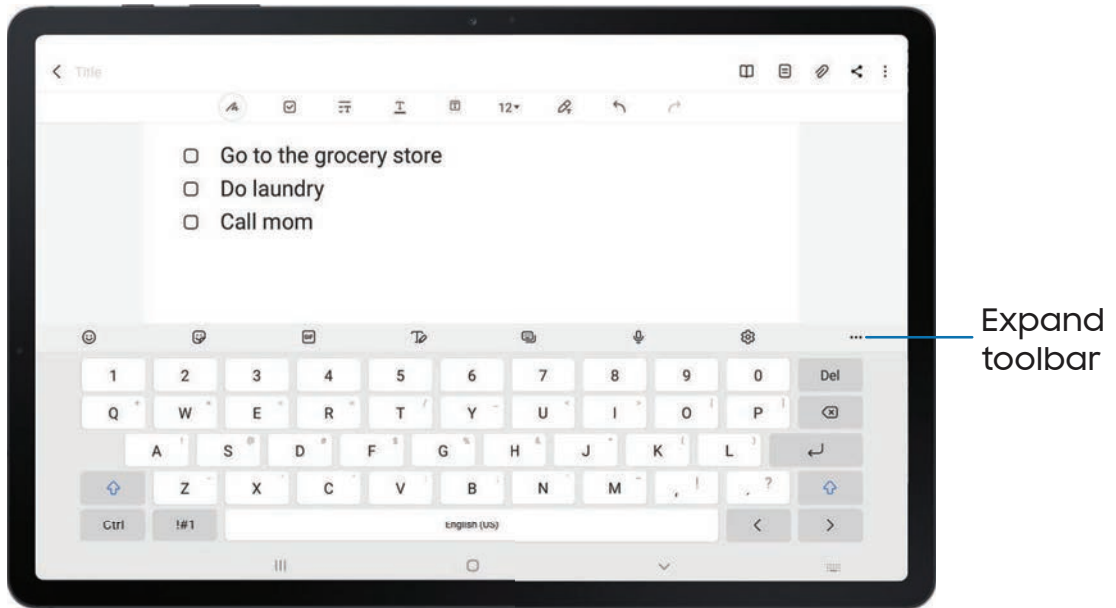 Title
12
Go to the grocery store
Do laundry
Call mom
GIF
Expand
toolbar
1 2 3 4 5 6 7 8 9 0 Del
Q W E R T Y U I O P
A ! S @ D # F $ G % H & J * K ( L )
Z X C V B N M , ! . ?
Ctrl !#1 English (US) < >